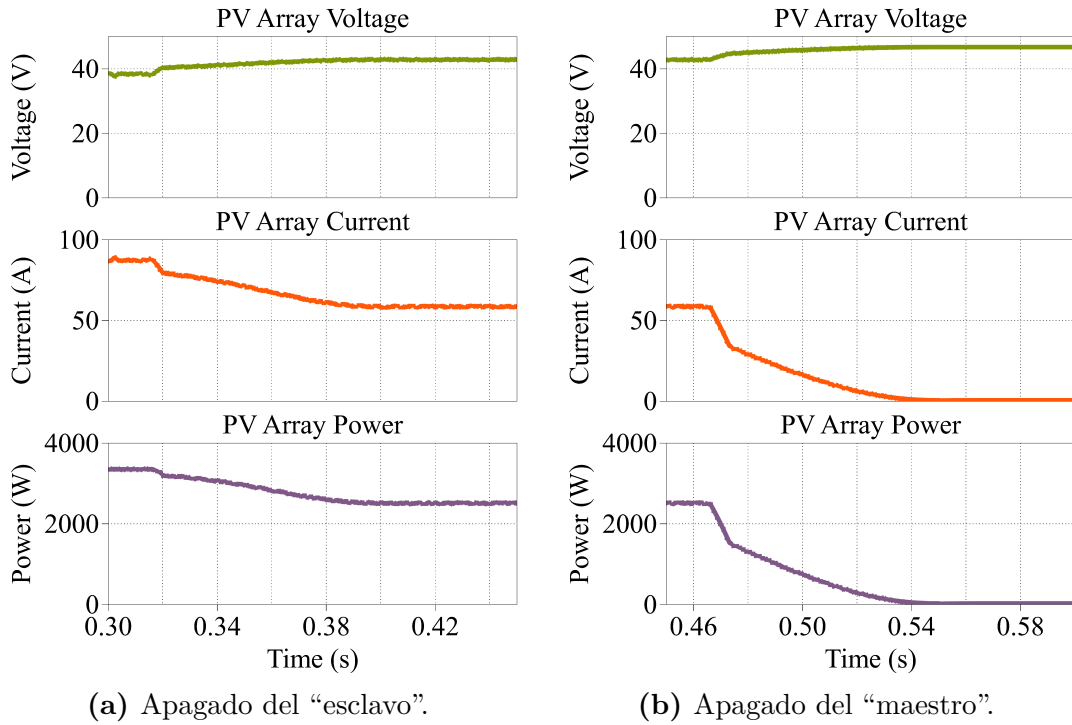 PV Array Voltage
Voltage (V)
40
20
0
PV Array Current
Current (A)
100
50
0
PV Array Power
Power (W)
4000
2000
0
0.30 0.34 0.38 0.42
Time (s)
(a) Apagado del “esclavo”.
PV Array Voltage
Voltage (V)
40
20
0
PV Array Current
Current (A)
100
50
0
PV Array Power
Power (W)
4000
2000
0
0.46 0.50 0.54 0.58
Time (s)
(b) Apagado del “maestro”.